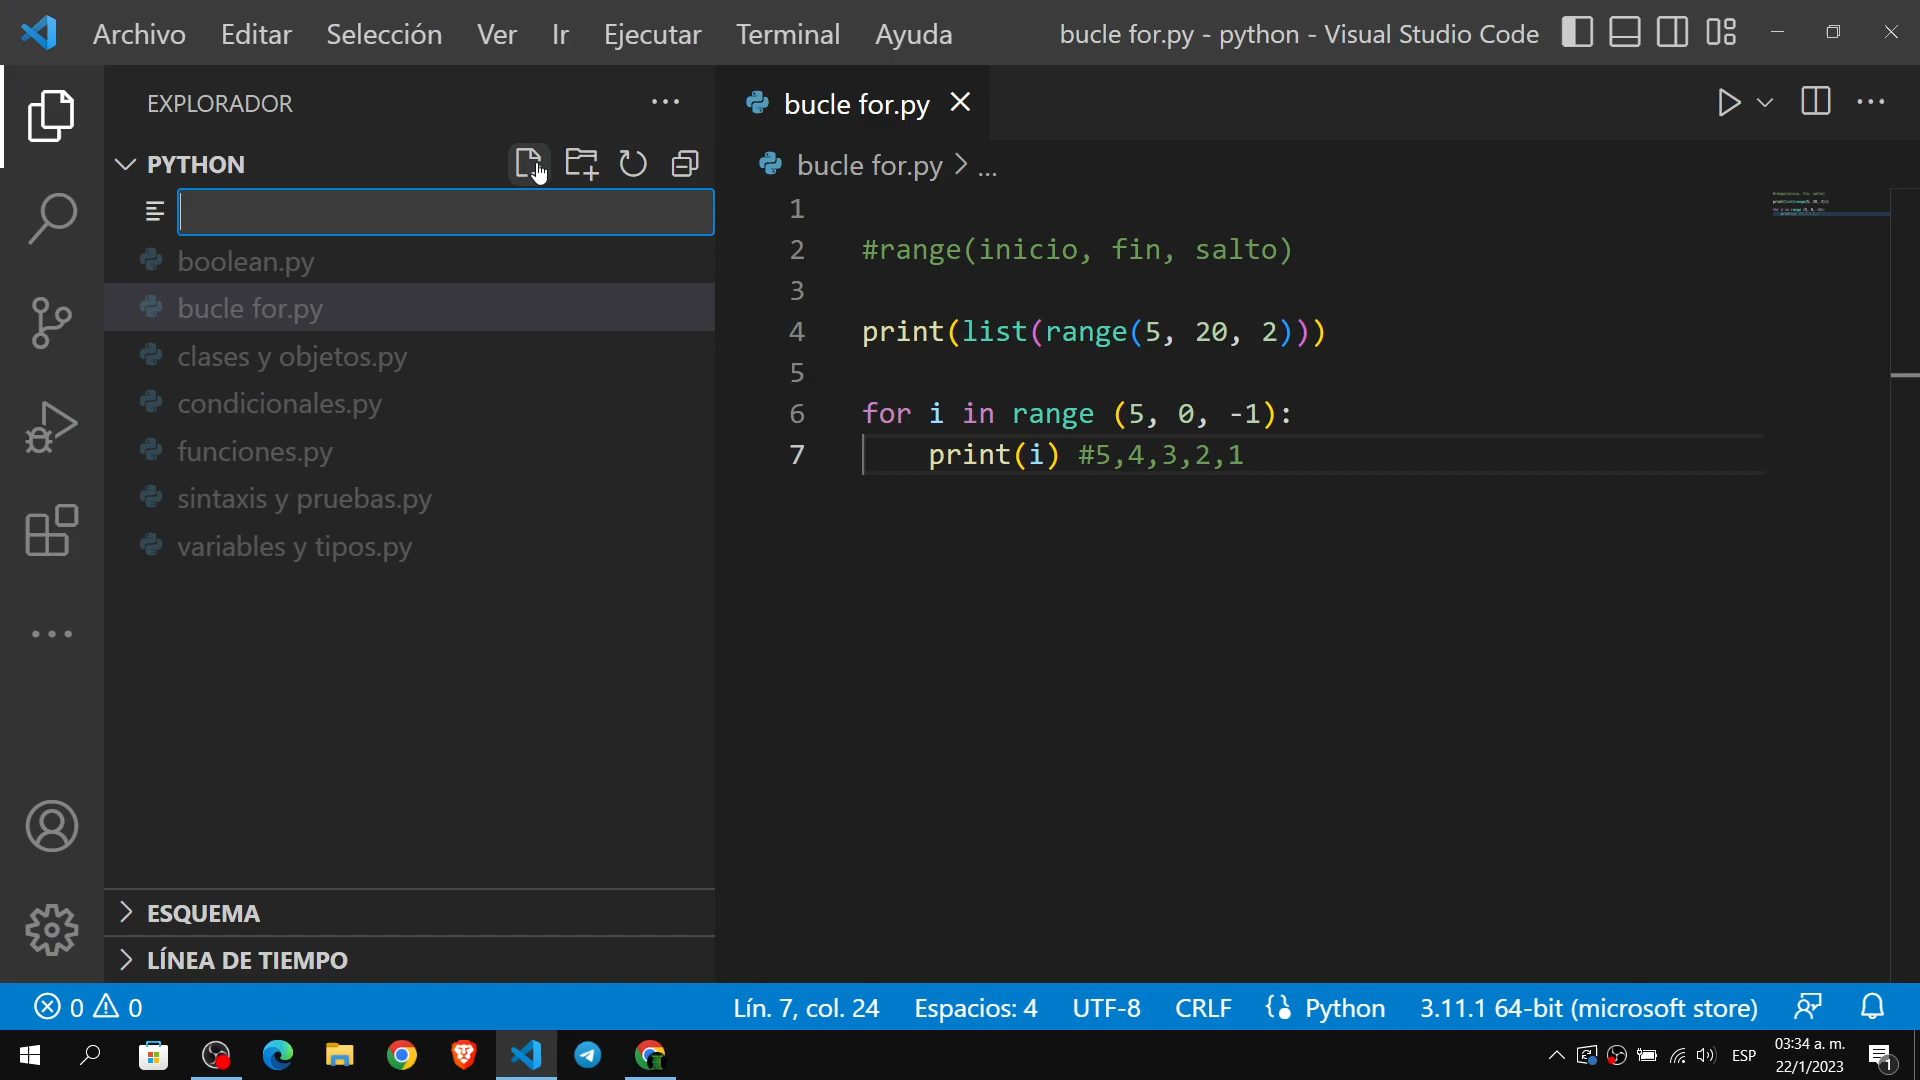 Archivo Editar Selección Ver Ir Ejecutar Terminal Ayuda bucle for.py - python - Visual Studio Code
EXPLORADOR
PYTHON
boolean.py
bucle for.py
clases y objetos.py
condicionales.py
funciones.py
sintaxis y pruebas.py
variables y tipos.py
ESQUEMA
LÍNEA DE TIEMPO
bucle for.py
bucle for.py > ...
1
2 #range(inicio, fin, salto)
3
4 print(list(range(5, 20, 2)))
5
6 for i in range (5, 0, -1):
7 print(i) #5,4,3,2,1
0 0 Lín. 7, col. 24 Espacios: 4 UTF-8 CRLF Python 3.11.1 64-bit (microsoft store)
ESP 03:34 a. m.
22/1/2023
1